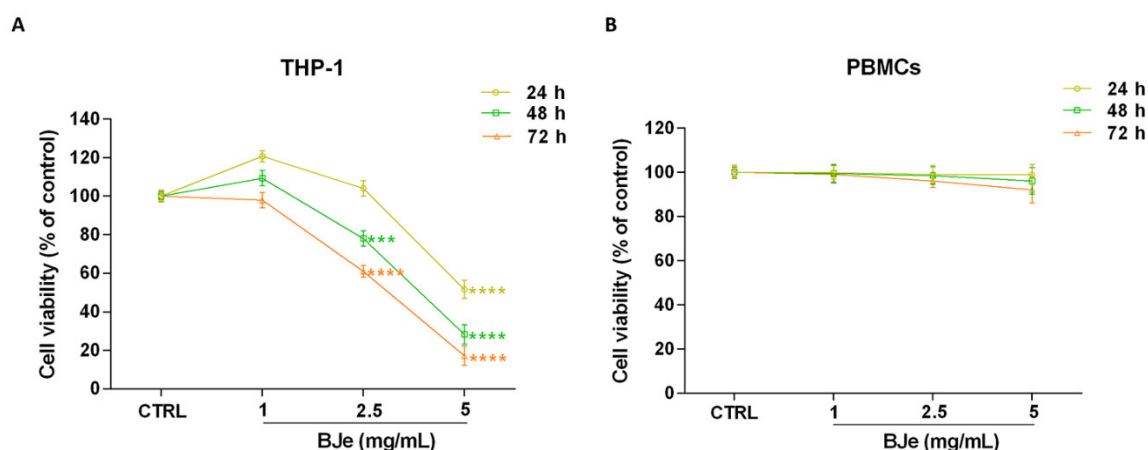 A
THP-1
24 h
48 h
72 h
Cell viability (% of control)
140
120
100
80
60
40
20
0
***
****
****
****
****
CTRL
1
2.5
5
BJe (mg/mL)
B
PBMCs
24 h
48 h
72 h
Cell viability (% of control)
120
100
80
60
40
20
0
CTRL
1
2.5
5
BJe (mg/mL)